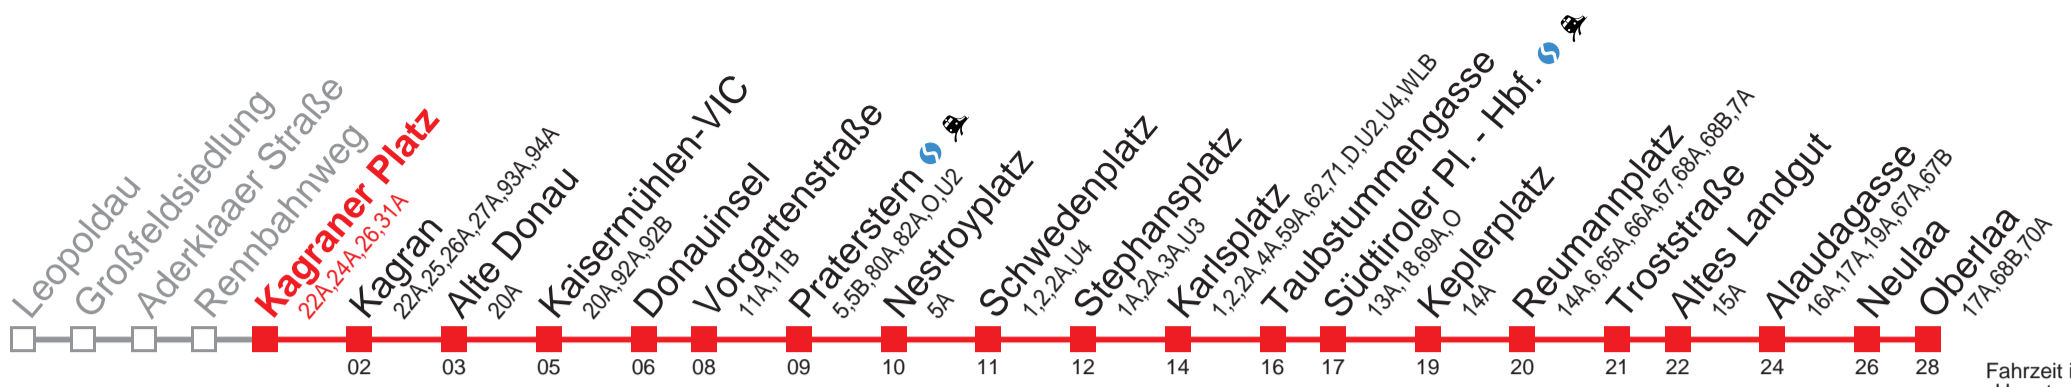 Leopoldau
Großfeldsiedlung
Aderklaaer Straße
Rennbahnweg
Kagraner Platz
22A,24A,26,31A
Kagran
22A,25,26A,27A,93A,94A
Alte Donau
20A
Kaisermühlen-VIC
20A,92A,92B
Donauinsel
Vorgartenstraße
11A,11B
Praterstern
5,5B,80A,82A,O,U2
Nestroyplatz
5A
Schwedenplatz
1,2,2A,U4
Stephansplatz
1A,2A,3A,U3
Karlsplatz
1,2,2A,4A,59A,62,71,D,U2,U4,WLB
Taubstummengasse
Südtiroler Pl. - Hbf.
13A,18,69A,O
Keplerplatz
14A
Reumannplatz
14A,6,65A,66A,67,68A,68B,7A
Troststraße
Altes Landgut
15A
Alaudagasse
16A,17A,19A,67A,67B
Neulaa
Oberlaa
17A,68B,70A
02 03 05 06 08 09 10 11 12 14 16 17 19 20 21 22 24 26 28
Fahrzeit